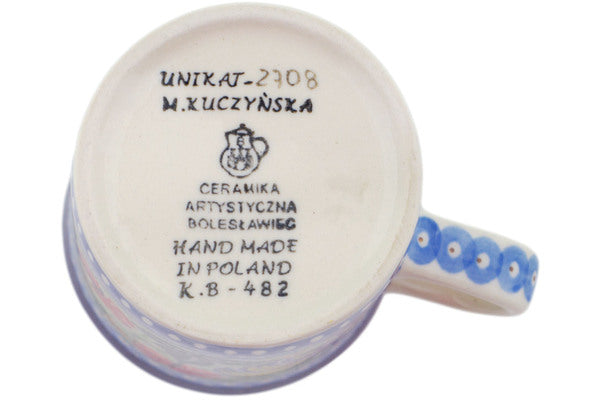 UNIKAT-2708
M.KUCZYŃSKA
CERAMIKA
ARTYSTYCZNA
BOLESŁAWIEC
HAND MADE
IN POLAND
K.B - 482